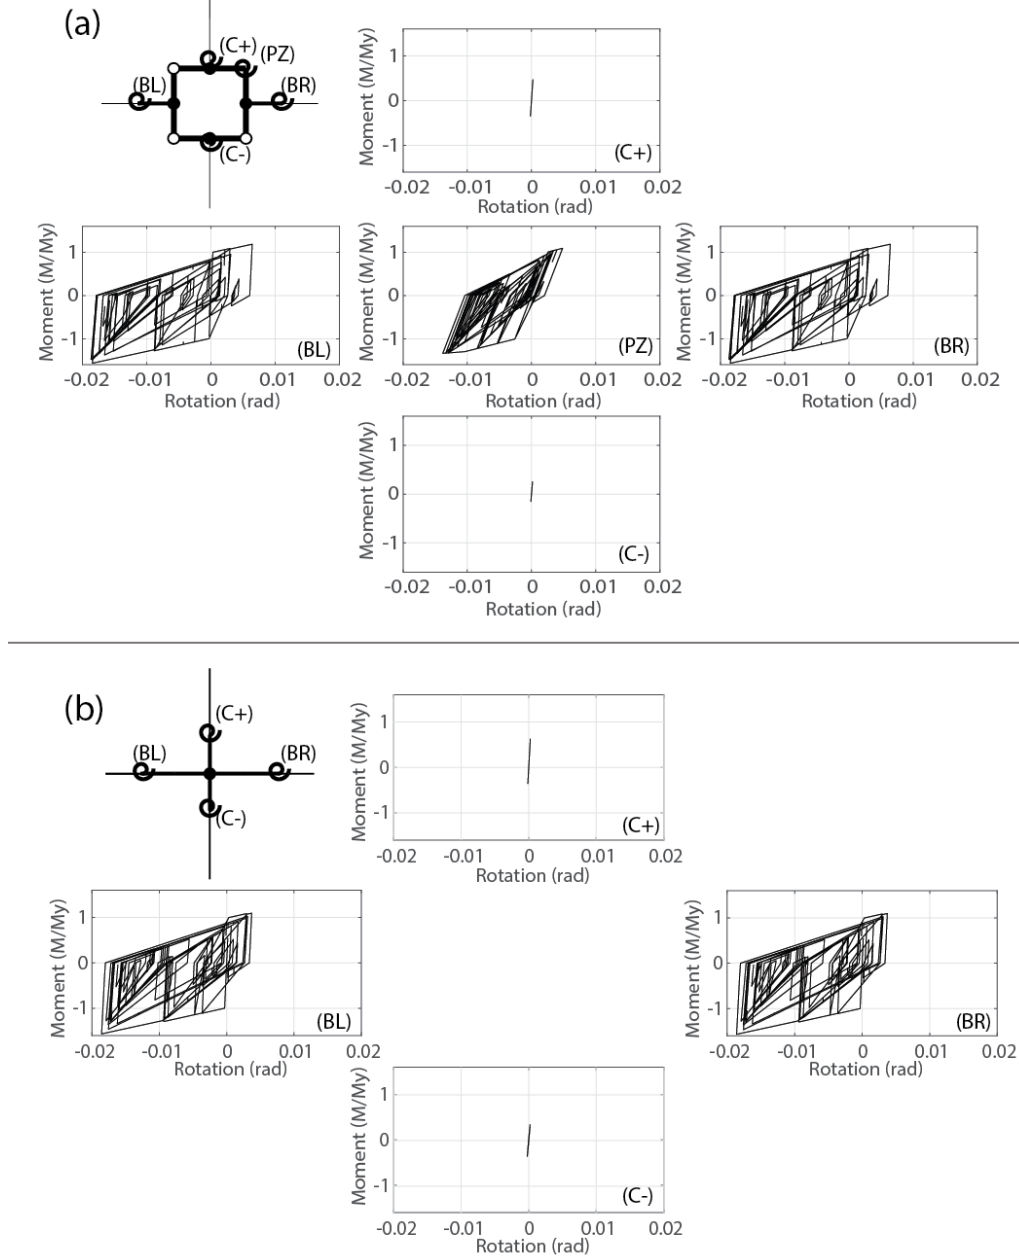 (a)
(C+)
(PZ)
(BL)
(BR)
(C-)
Moment (M/My)
1
0
-1
(C+)
-0.02 -0.01 0 0.01 0.02
Rotation (rad)
Moment (M/My)
1
0
-1
(BL)
-0.02 -0.01 0 0.01 0.02
Rotation (rad)
Moment (M/My)
1
0
-1
(PZ)
-0.02 -0.01 0 0.01 0.02
Rotation (rad)
Moment (M/My)
1
0
-1
(BR)
-0.02 -0.01 0 0.01 0.02
Rotation (rad)
Moment (M/My)
1
0
-1
(C-)
-0.02 -0.01 0 0.01 0.02
Rotation (rad)
(b)
(C+)
(BL)
(BR)
(C-)
Moment (M/My)
1
0
-1
(C+)
-0.02 -0.01 0 0.01 0.02
Rotation (rad)
Moment (M/My)
1
0
-1
(BL)
-0.02 -0.01 0 0.01 0.02
Rotation (rad)
Moment (M/My)
1
0
-1
(BR)
-0.02 -0.01 0 0.01 0.02
Rotation (rad)
Moment (M/My)
1
0
-1
(C-)
-0.02 -0.01 0 0.01 0.02
Rotation (rad)